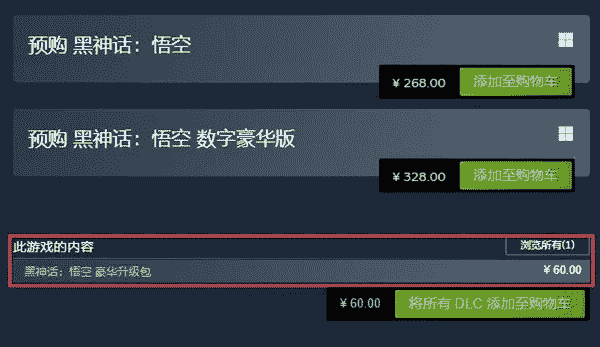 预购 黑神话：悟空
¥ 268.00 添加至购物车
预购 黑神话：悟空 数字豪华版
¥ 328.00 添加至购物车
此游戏的内容 浏览所有(1)
黑神话：悟空 豪华升级包 ¥ 60.00
¥ 60.00 将所有 DLC 添加至购物车